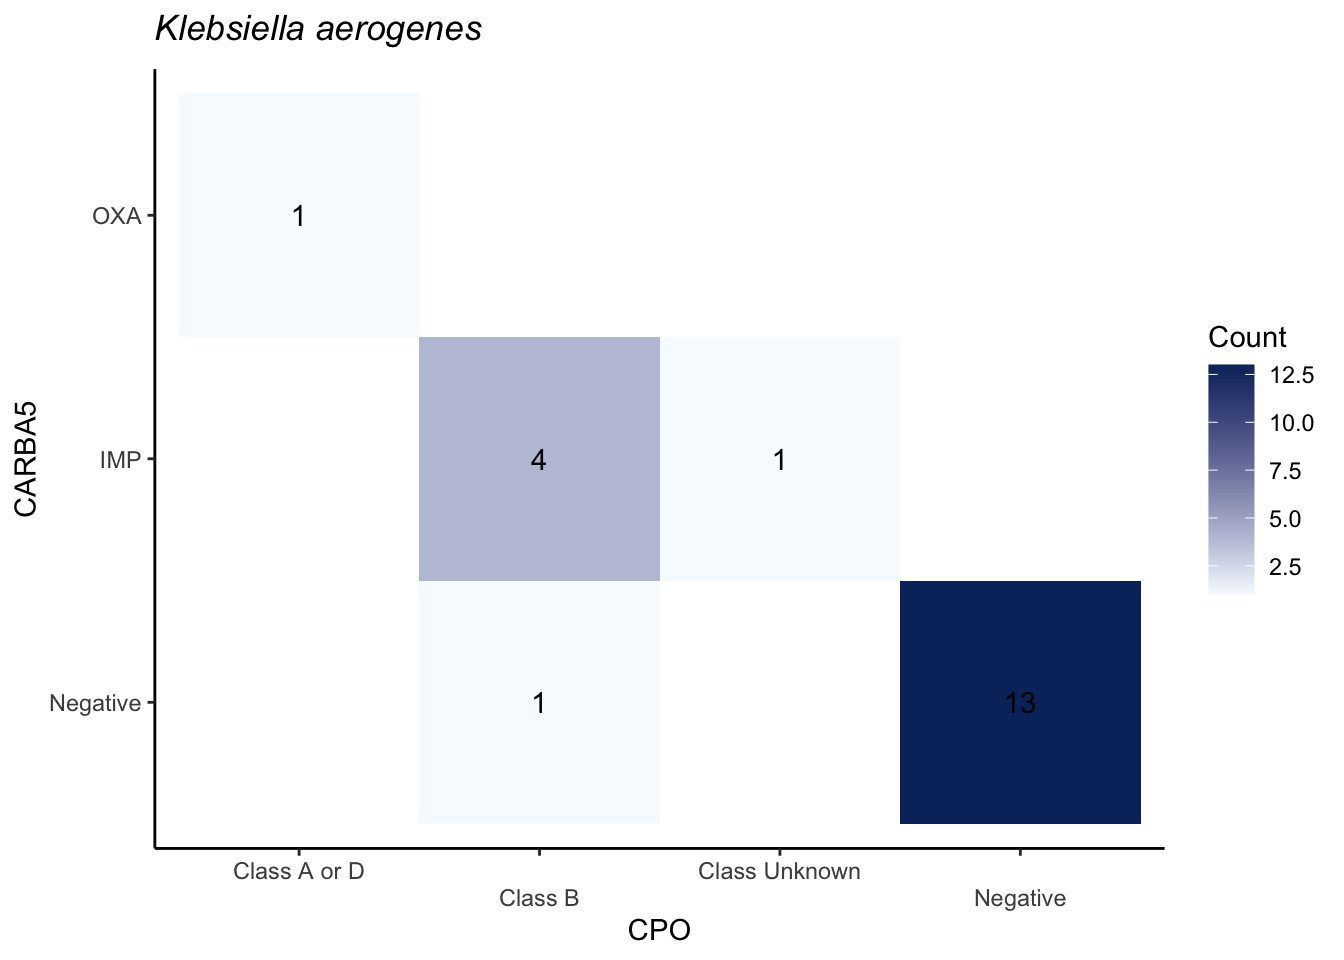 Klebsiella aerogenes
CARBA5
OXA
IMP
Negative
1
4
1
1
13
Class A or D
Class B
Class Unknown
Negative
CPO
Count
12.5
10.0
7.5
5.0
2.5